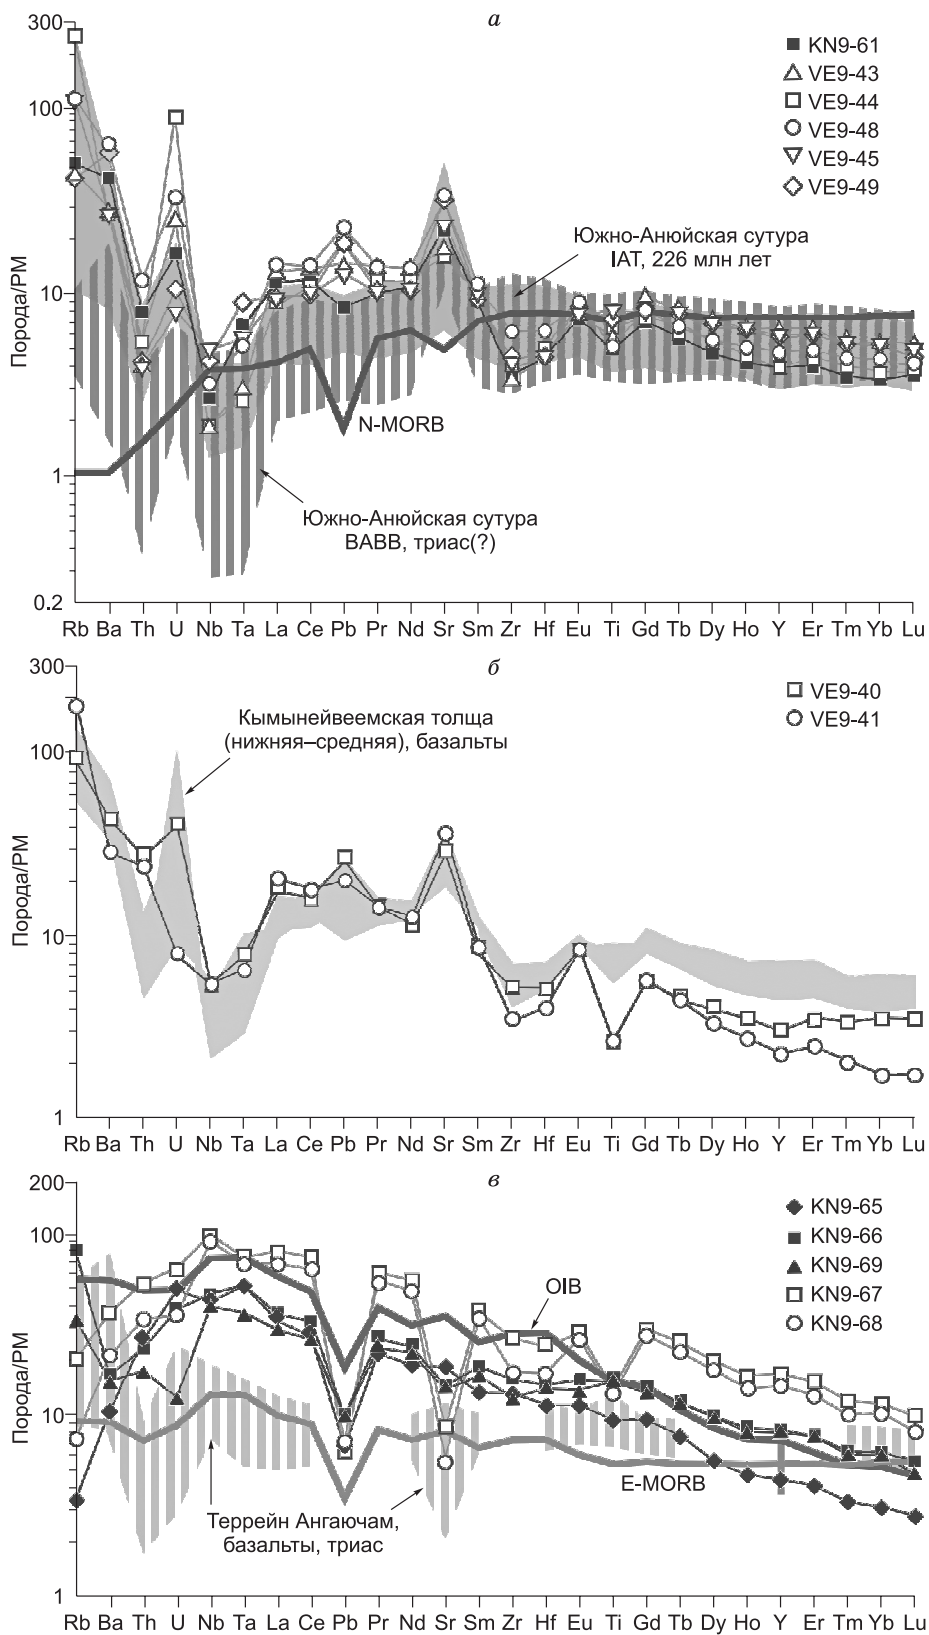 а
300
100
10
1
0.2
Порода/PM
KN9-61
VE9-43
VE9-44
VE9-48
VE9-45
VE9-49
Южно-Анюйская сутура
IAT, 226 млн лет
N-MORB
Южно-Анюйская сутура
BABB, триас(?)
Rb Ba Th U Nb Ta La Ce Pb Pr Nd Sr Sm Zr Hf Eu Ti Gd Tb Dy Ho Y Er Tm Yb Lu
б
300
100
10
1
Порода/PM
VE9-40
VE9-41
Кымынейвеемская толща
(нижняя–средняя), базальты
Rb Ba Th U Nb Ta La Ce Pb Pr Nd Sr Sm Zr Hf Eu Ti Gd Tb Dy Ho Y Er Tm Yb Lu
в
200
100
10
1
Порода/PM
KN9-65
KN9-66
KN9-69
KN9-67
KN9-68
OIB
E-MORB
Террейн Ангаючам,
базальты, триас
Rb Ba Th U Nb Ta La Ce Pb Pr Nd Sr Sm Zr Hf Eu Ti Gd Tb Dy Ho Y Er Tm Yb Lu